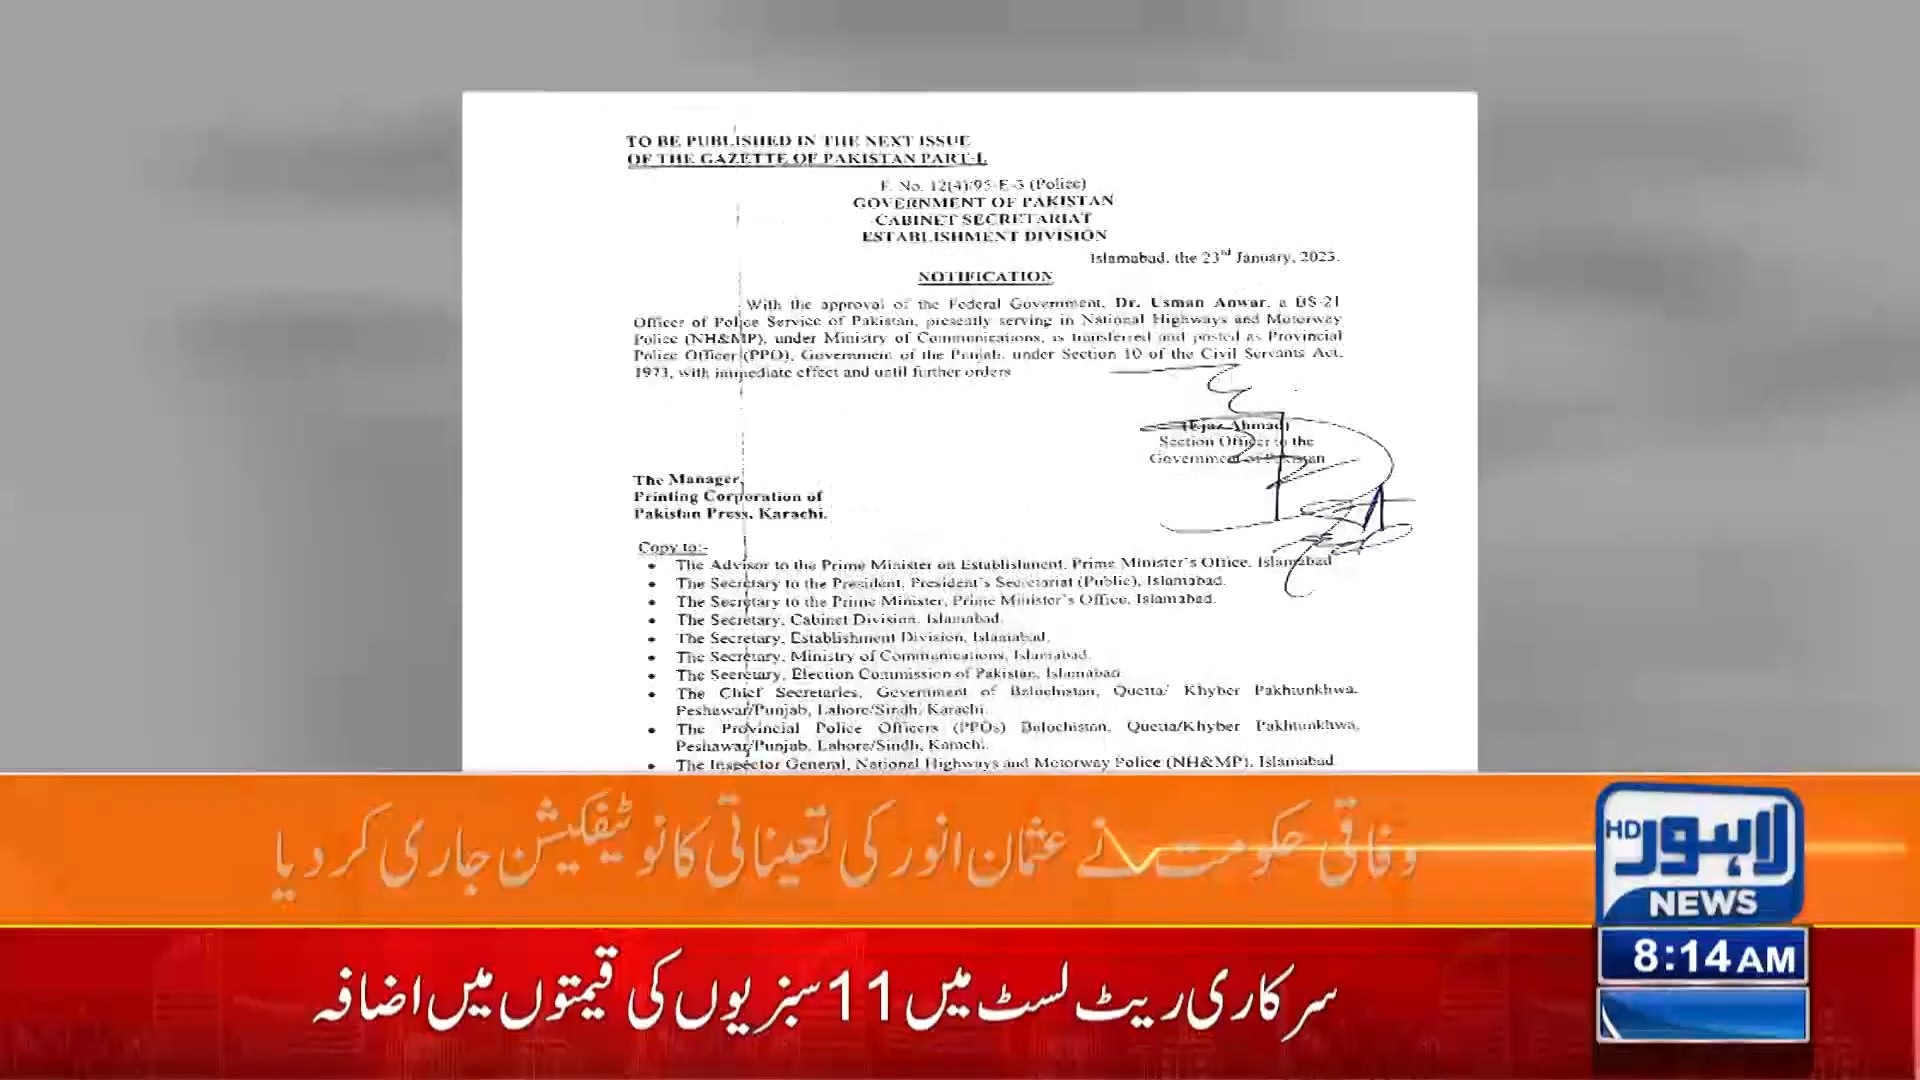 TO BE PUBLISHED IN THE NEXT ISSUE
OF THE GAZETTE OF PAKISTAN PART-I.
F. No. 12(4)/95-E-3 (Police)
GOVERNMENT OF PAKISTAN
CABINET SECRETARIAT
ESTABLISHMENT DIVISION
Islamabad, the 23rd January, 2023.
NOTIFICATION
With the approval of the Federal Government, Dr. Usman Anwar, a BS-21
Officer of Police Service of Pakistan, presently serving in National Highways and Motorway
Police (NH&MP), under Ministry of Communications, is transferred and posted as Provincial
Police Officer (PPO), Government of the Punjab, under Section 10 of the Civil Servants Act,
1973, with immediate effect and until further orders
(Ejaz Ahmad)
Section Officer to the
Government of Pakistan
The Manager,
Printing Corporation of
Pakistan Press, Karachi.
Copy to:-
• The Advisor to the Prime Minister on Establishment, Prime Minister's Office, Islamabad
• The Secretary to the President, President's Secretariat (Public), Islamabad.
• The Secretary to the Prime Minister, Prime Minister's Office, Islamabad.
• The Secretary, Cabinet Division, Islamabad.
• The Secretary, Establishment Division, Islamabad.
• The Secretary, Ministry of Communications, Islamabad.
• The Secretary, Election Commission of Pakistan, Islamabad
• The Chief Secretaries, Government of Balochistan, Quetta/ Khyber Pakhtunkhwa,
Peshawar/Punjab, Lahore/Sindh, Karachi.
• The Provincial Police Officers (PPOs) Balochistan, Quetta/Khyber Pakhtunkhwa,
Peshawar/Punjab, Lahore/Sindh, Karachi.
• The Inspector General, National Highways and Motorway Police (NH&MP), Islamabad
وفاقی حکومت نے عثمان انور کی تعیناتی کا نوٹیفکیشن جاری کر دیا
لاہور HD
NEWS
8:14 AM
سرکاری ریٹ لسٹ میں 11 سبزیوں کی قیمتوں میں اضافہ